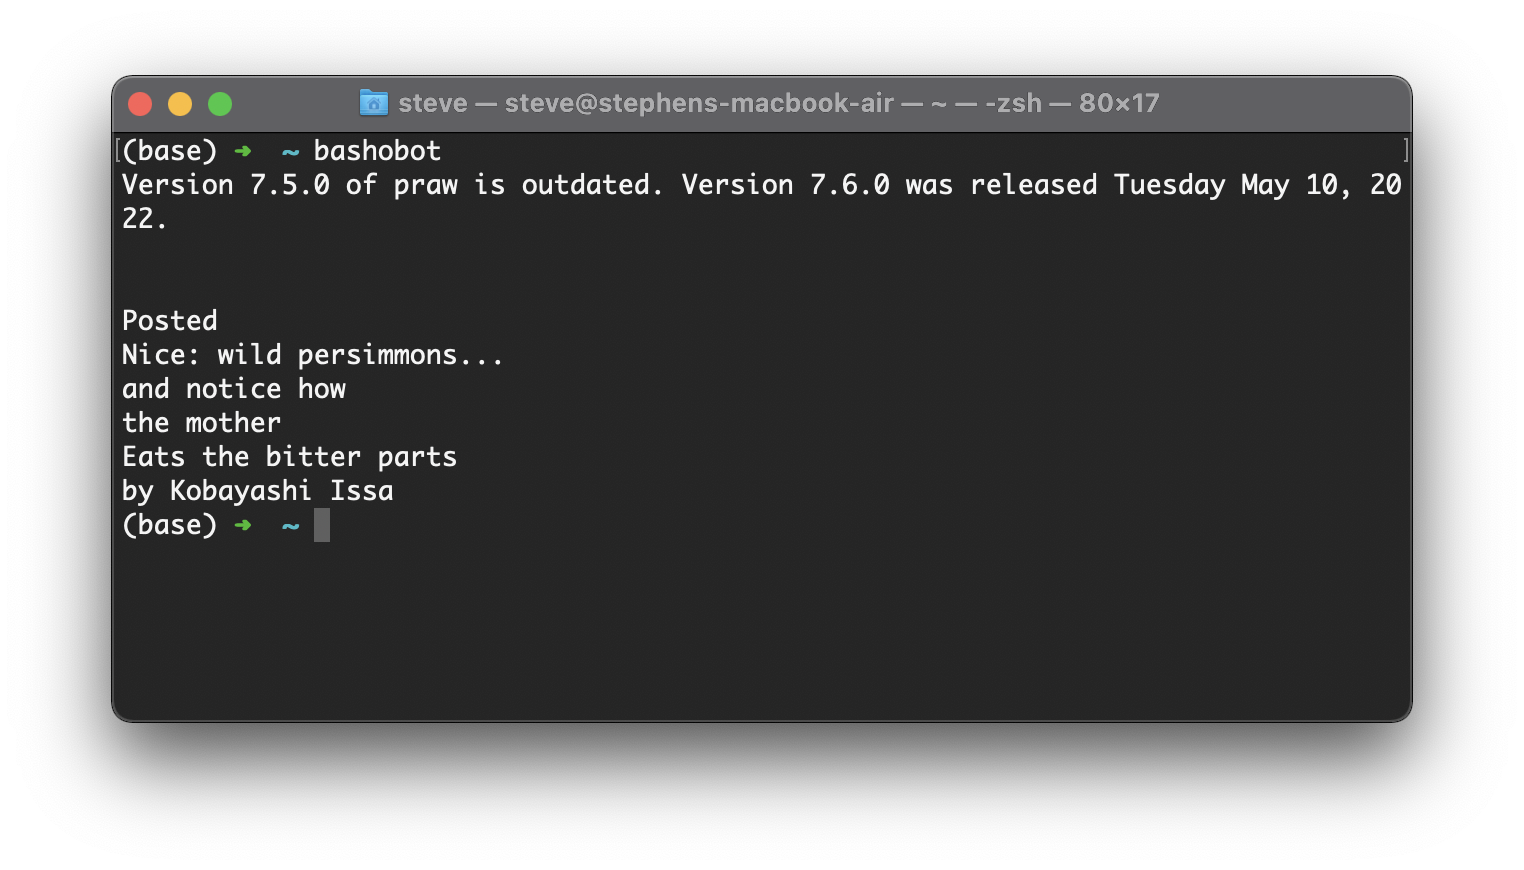 steve — steve@stephens-macbook-air — ~ — -zsh — 80×17
(base) ➜  ~ bashobot
Version 7.5.0 of praw is outdated. Version 7.6.0 was released Tuesday May 10, 20
22.
Posted
Nice: wild persimmons...
and notice how
the mother
Eats the bitter parts
by Kobayashi Issa
(base) ➜  ~